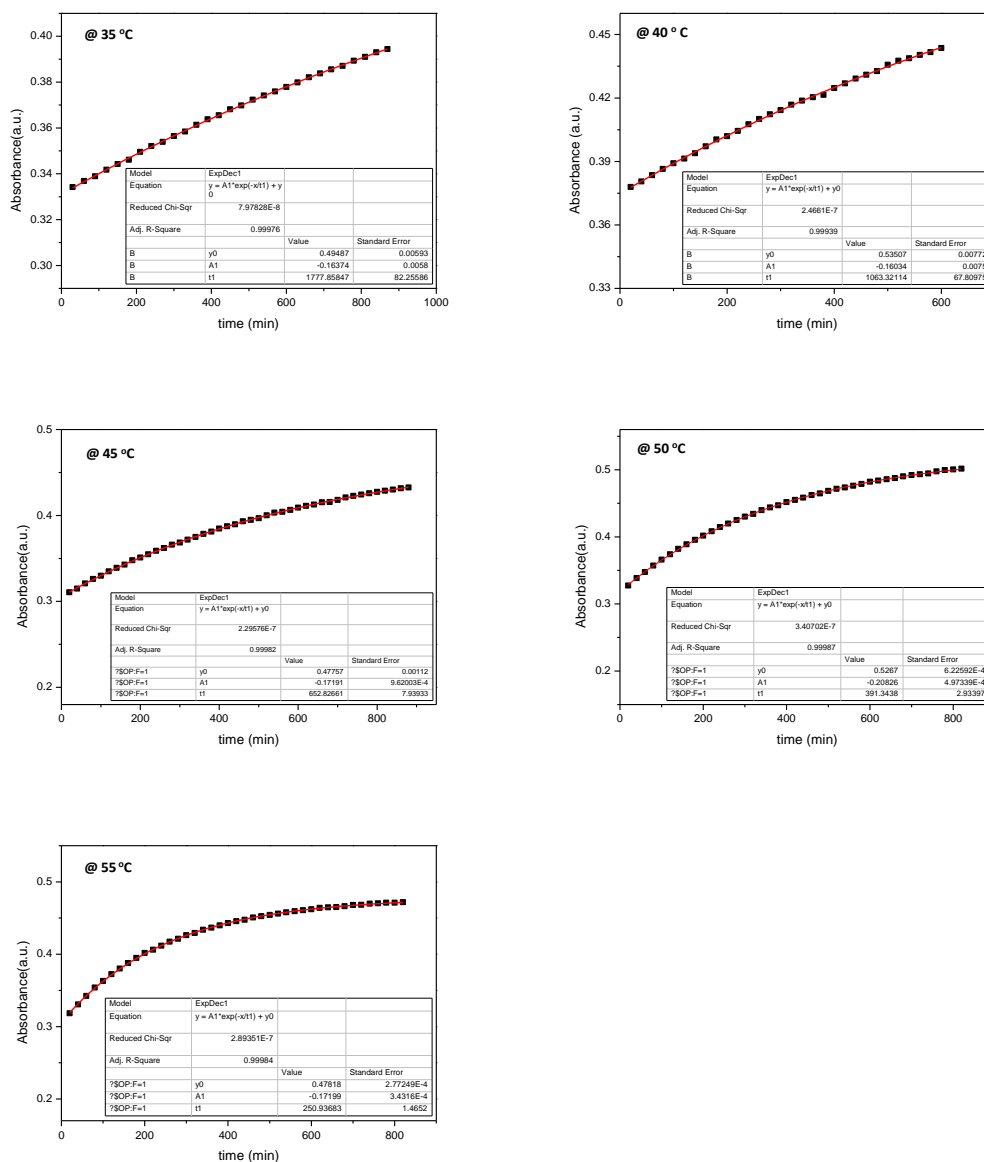 @ 35 °C
0.40
0.38
0.36
0.34
0.32
0.30
Absorbance(a.u.)
Model ExpDec1
Equation y = A1*exp(-x/t1) + y
0
Reduced Chi-Sqr 7.97828E-8
Adj. R-Square 0.99976
Value Standard Error
B y0 0.49487 0.00593
B A1 -0.16374 0.0058
B t1 1777.85847 82.25586
0 200 400 600 800 1000
time (min)
@ 40 ° C
0.45
0.42
0.39
0.36
0.33
Absorbance (a.u.)
Model ExpDec1
Equation y = A1*exp(-x/t1) + y0
Reduced Chi-Sqr 2.4661E-7
Adj. R-Square 0.99939
Value Standard Error
B y0 0.53507 0.00772
B A1 -0.16034 0.0075
B t1 1063.32114 67.80975
0 200 400 600
time (min)
@ 45 °C
0.5
0.4
0.3
0.2
Absorbance(a.u.)
Model ExpDec1
Equation y = A1*exp(-x/t1) + y0
Reduced Chi-Sqr 2.29576E-7
Adj. R-Square 0.99982
Value Standard Error
?$OP:F=1 y0 0.47757 0.00112
?$OP:F=1 A1 -0.17191 9.62003E-4
?$OP:F=1 t1 652.82661 7.93933
0 200 400 600 800
time (min)
@ 50 °C
0.5
0.4
0.3
0.2
Absorbance(a.u.)
Model ExpDec1
Equation y = A1*exp(-x/t1) + y0
Reduced Chi-Sqr 3.40702E-7
Adj. R-Square 0.99987
Value Standard Error
?$OP:F=1 y0 0.5267 6.22592E-4
?$OP:F=1 A1 -0.20826 4.97339E-4
?$OP:F=1 t1 391.3438 2.93397
0 200 400 600 800
time (min)
@ 55 °C
0.5
0.4
0.3
0.2
Absorbance(a.u.)
Model ExpDec1
Equation y = A1*exp(-x/t1) + y0
Reduced Chi-Sqr 2.89351E-7
Adj. R-Square 0.99984
Value Standard Error
?$OP:F=1 y0 0.47818 2.77249E-4
?$OP:F=1 A1 -0.17199 3.4316E-4
?$OP:F=1 t1 250.93683 1.4652
0 200 400 600 800
time (min)